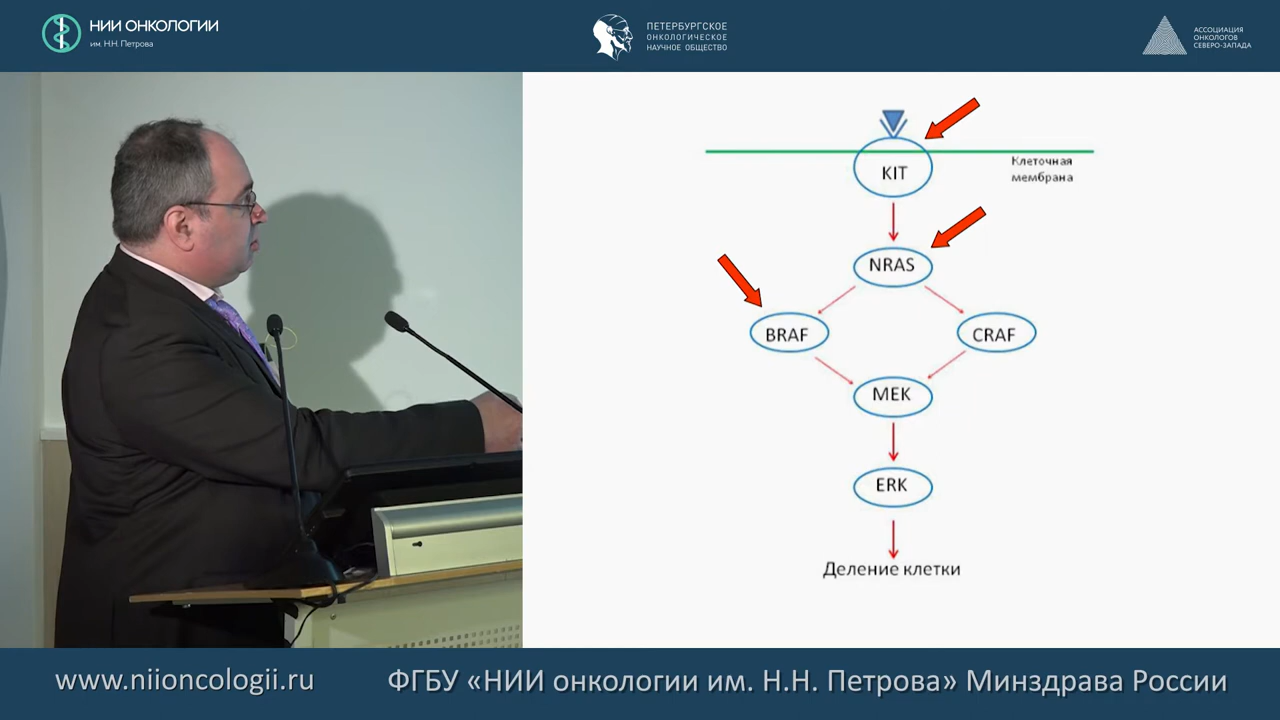 НИИ ОНКОЛОГИИ
им. Н.Н. Петрова
ПЕТЕРБУРГСКОЕ
ОНКОЛОГИЧЕСКОЕ
НАУЧНОЕ ОБЩЕСТВО
АССОЦИАЦИЯ
ОНКОЛОГОВ
СЕВЕРО-ЗАПАДА
KIT
Клеточная
мембрана
NRAS
BRAF
CRAF
MEK
ERK
Деление клетки
www.niioncologii.ru
ФГБУ «НИИ онкологии им. Н.Н. Петрова» Минздрава России